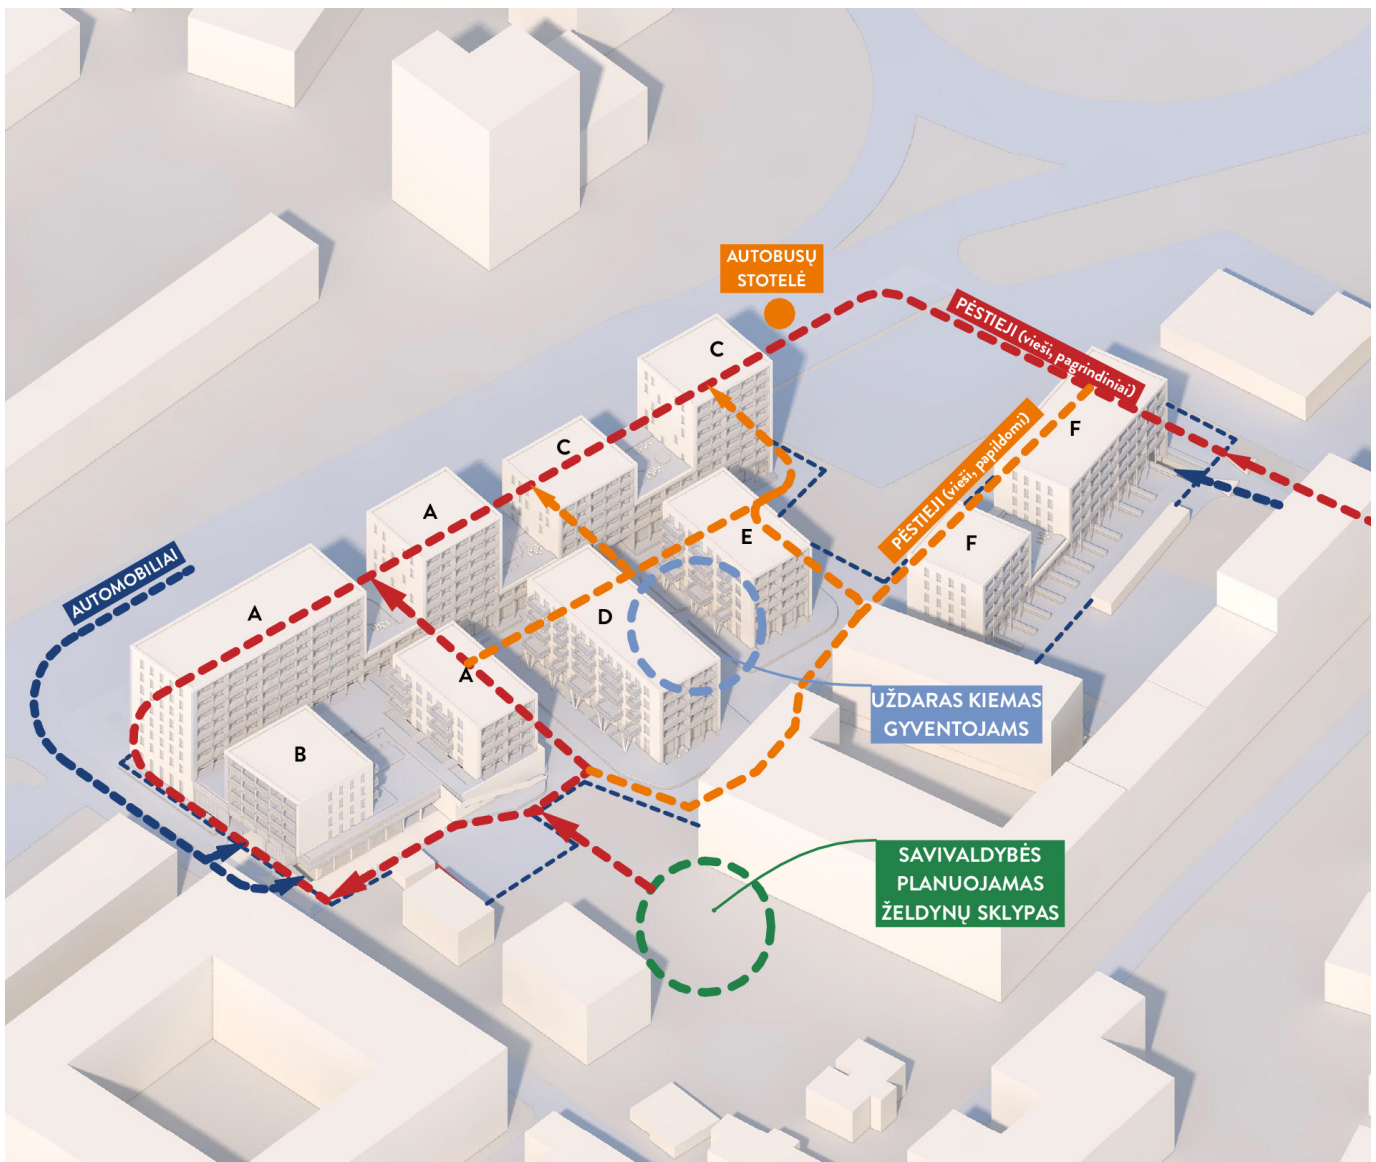 AUTOBUSŲ
STOTELĖ
PĖSTIEJI (vieši, pagrindiniai)
C
PĖSTIEJI (vieši, papildomi)
F
C
A
E
F
AUTOMOBILIAI
A
D
A
UŽDARAS KIEMAS
GYVENTOJAMS
B
SAVIVALDYBĖS
PLANUOJAMAS
ŽELDYNŲ SKLYPAS